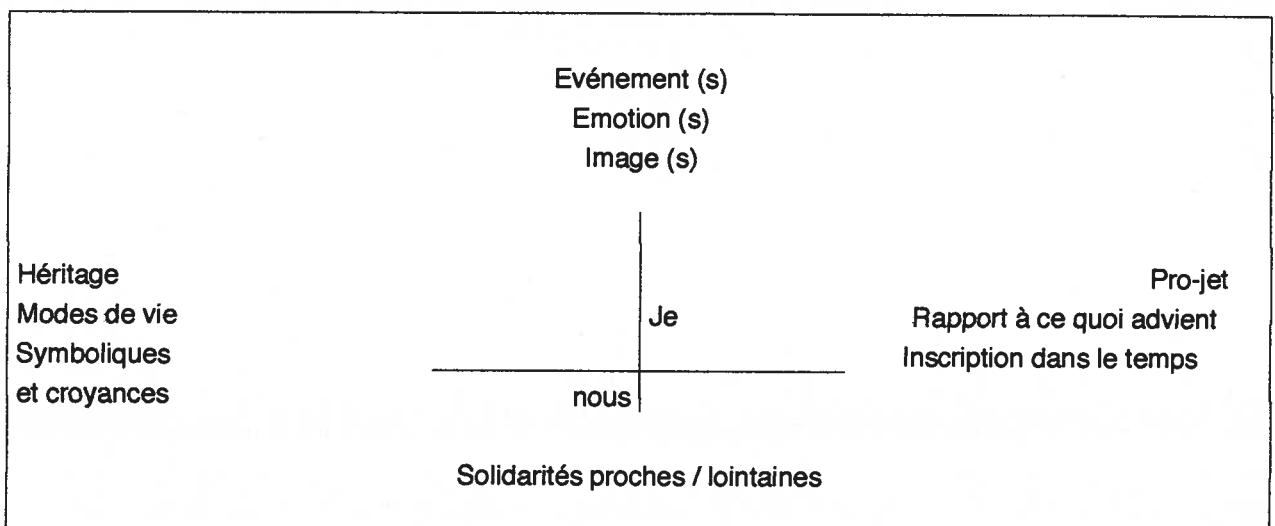 Evénement (s)
Emotion (s)
Image (s)
Héritage
Modes de vie
Symboliques
et croyances
Je
nous
Pro-jet
Rapport à ce quoi advient
Inscription dans le temps
Solidarités proches / lointaines